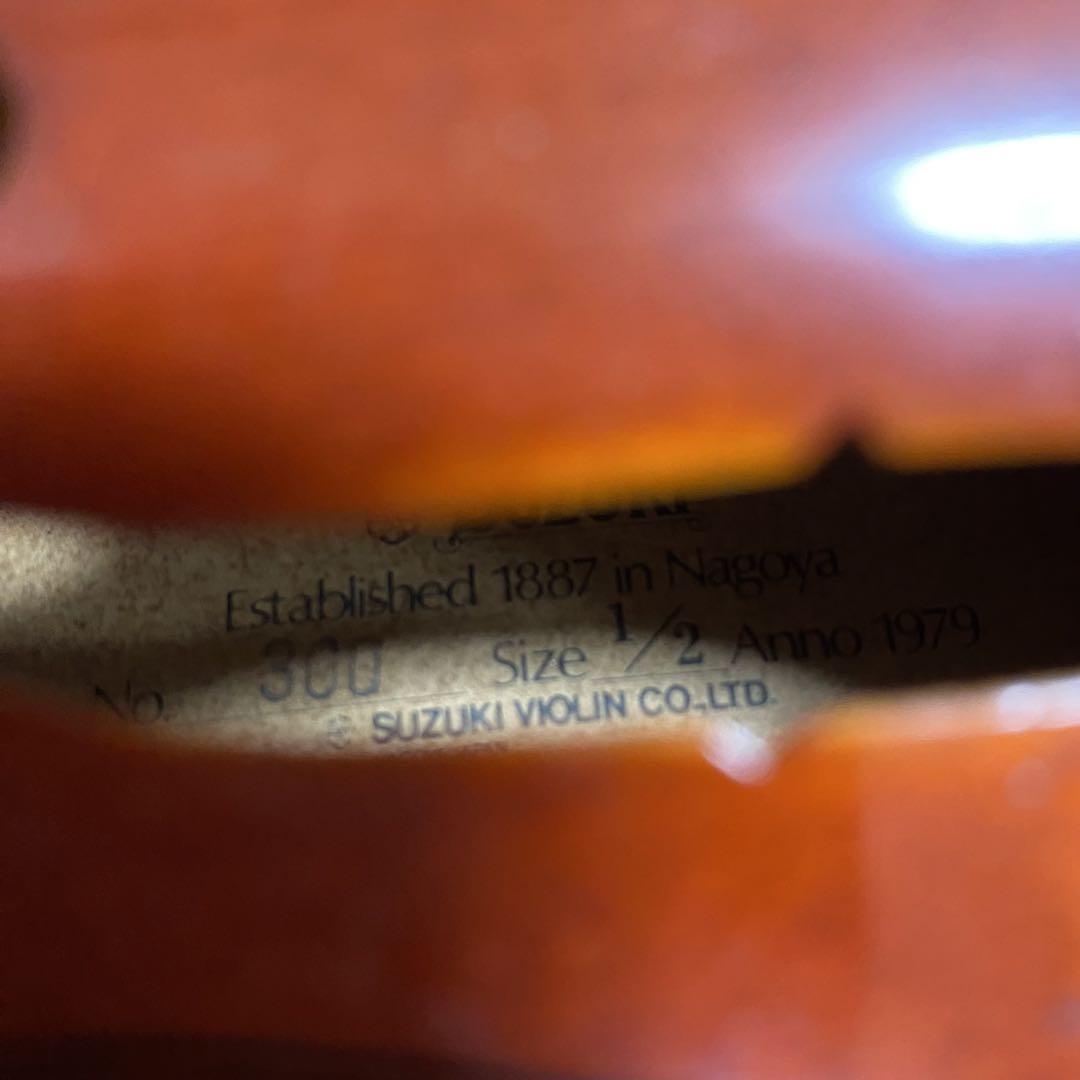 SUZUKI
Established 1887 in Nagoya
No. 300 Size 1/2 Anno 1979
SUZUKI VIOLIN CO.,LTD.